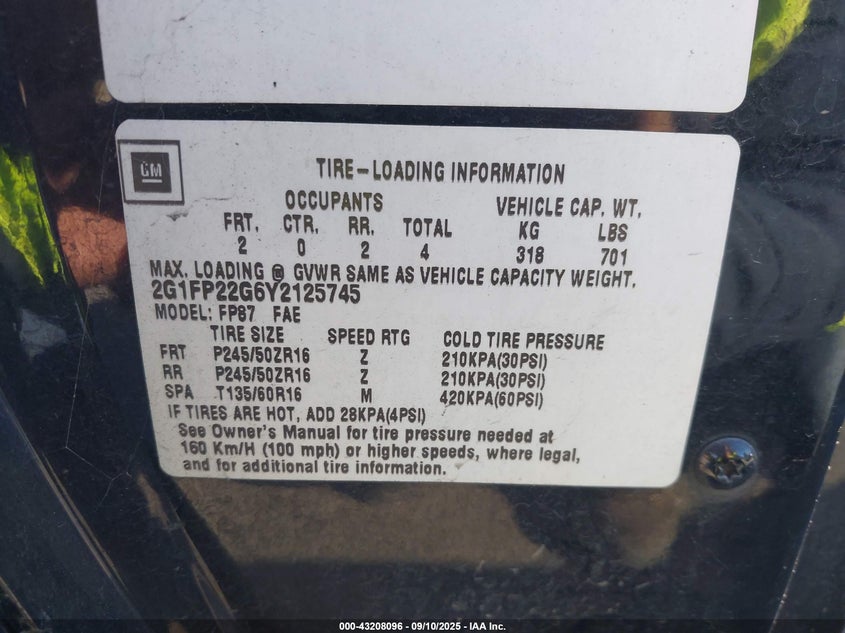 GM
TIRE-LOADING INFORMATION
OCCUPANTS VEHICLE CAP. WT.
FRT. CTR. RR. TOTAL KG LBS
2 0 2 4 318 701
MAX. LOADING @ GVWR SAME AS VEHICLE CAPACITY WEIGHT.
2G1FP22G6Y2125745
MODEL: FP87 FAE
TIRE SIZE SPEED RTG COLD TIRE PRESSURE
FRT P245/50ZR16 Z 210KPA(30PSI)
RR P245/50ZR16 Z 210KPA(30PSI)
SPA T135/60R16 M 420KPA(60PSI)
IF TIRES ARE HOT, ADD 28KPA(4PSI)
See Owner's Manual for tire pressure needed at
160 Km/H (100 mph) or higher speeds, where legal,
and for additional tire information.
000-43208096 — 09/10/2025 — IAA Inc.